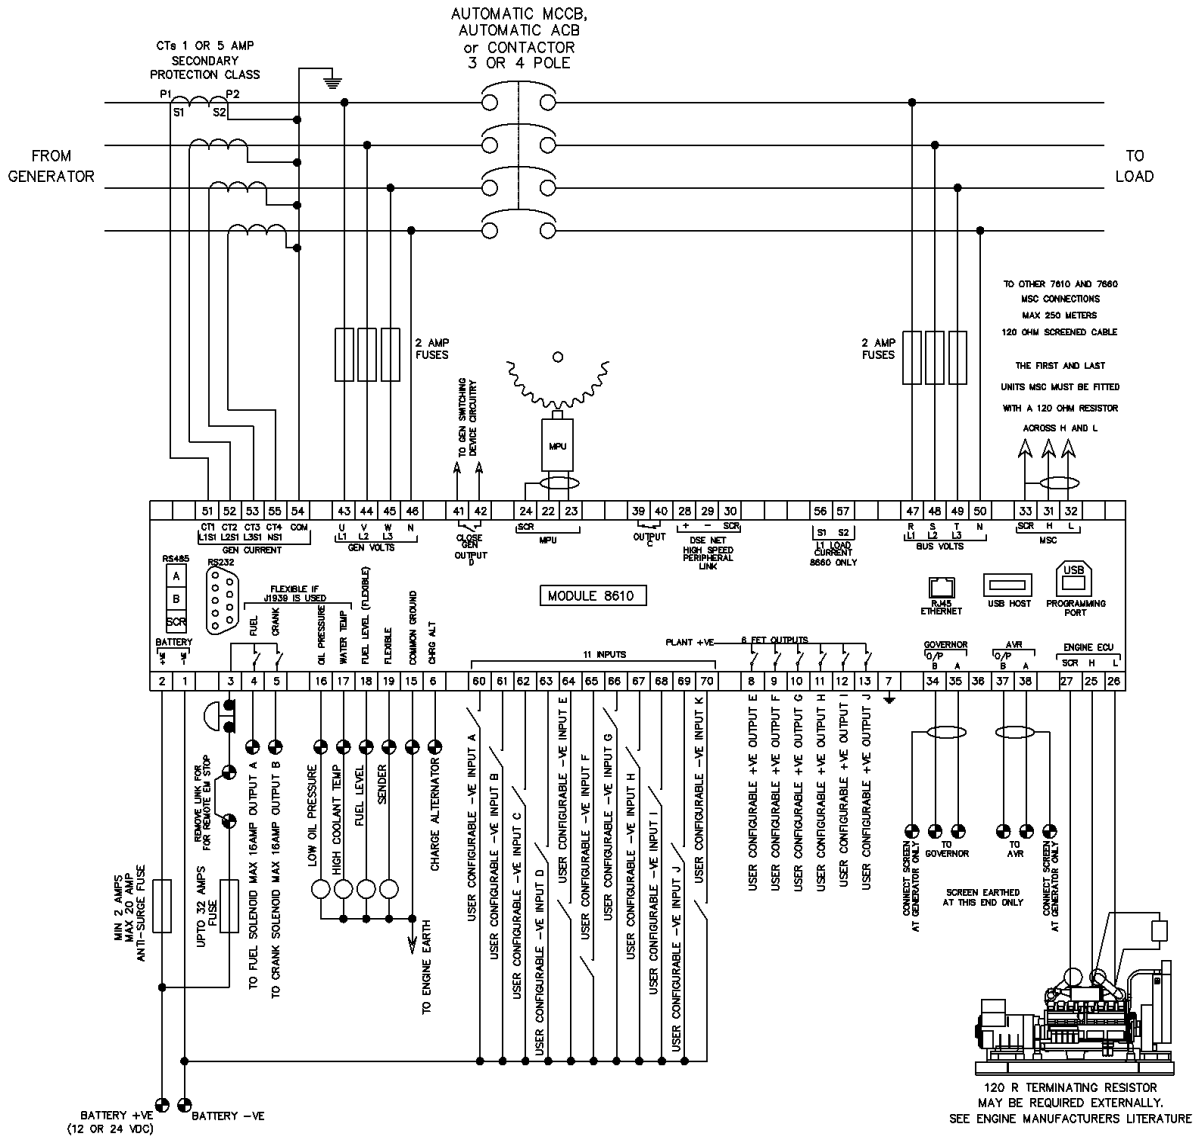 AUTOMATIC MCCB,
AUTOMATIC ACB
or CONTACTOR
3 OR 4 POLE
CTs 1 OR 5 AMP
SECONDARY
PROTECTION CLASS
P1
P2
S1
S2
FROM
GENERATOR
TO
LOAD
TO OTHER 7610 AND 7660
MSC CONNECTIONS
MAX 250 METERS
120 OHM SCREENED CABLE
THE FIRST AND LAST
UNITS MSC MUST BE FITTED
WITH A 120 OHM RESISTOR
ACROSS H AND L
2 AMP
FUSES
2 AMP
FUSES
TO GEN SWITCHING
DEVICE CIRCUITRY
MPU
51 52 53 55 54 43 44 45 46 41 42 24 22 23 39 40 28 29 30 56 57 47 48 49 50 33 31 32
CT1 CT2 CT3 CT4 COM
L1S1 L2S1 L3S1 NS1
GEN CURRENT
U V W N
L1 L2 L3
GEN VOLTS
CLOSE
GEN
OUTPUT
D
SCR
MPU
OUTPUT
C
+ − SCR
DSE NET
HIGH SPEED
PERIPHERAL
LINK
S1 S2
L1 LOAD
CURRENT
8660 ONLY
R S T N
L1 L2 L3
BUS VOLTS
SCR H L
MSC
RS485
A
B
SCR
RS232
FLEXIBLE IF
J1939 IS USED
MODULE 8610
RJ45
ETHERNET
USB HOST
USB
PROGRAMMING
PORT
BATTERY
+VE
-VE
FUEL
CRANK
OIL PRESSURE
WATER TEMP
FUEL LEVEL (FLEXIBLE)
FLEXIBLE
COMMON GROUND
CHRG ALT
11 INPUTS
PLANT +VE
6 FET OUTPUTS
GOVERNOR
O/P
B A
AVR
O/P
B A
ENGINE ECU
SCR H L
2 1 3 4 5 16 17 18 19 15 6 60 61 62 63 64 65 66 67 68 69 70 8 9 10 11 12 13 7 34 35 36 37 38 27 25 26
REMOVE LINK FOR
FOR REMOTE EM STOP
MIN 2 AMPS
MAX 20 AMP
ANTI-SURGE FUSE
UPTO 32 AMPS
FUSE
TO FUEL SOLENOID MAX 16AMP OUTPUT A
TO CRANK SOLENOID MAX 16AMP OUTPUT B
LOW OIL PRESSURE
HIGH COOLANT TEMP
FUEL LEVEL
SENDER
TO ENGINE EARTH
CHARGE ALTERNATOR
USER CONFIGURABLE -VE INPUT A
USER CONFIGURABLE -VE INPUT B
USER CONFIGURABLE -VE INPUT C
USER CONFIGURABLE -VE INPUT D
USER CONFIGURABLE -VE INPUT E
USER CONFIGURABLE -VE INPUT F
USER CONFIGURABLE -VE INPUT G
USER CONFIGURABLE -VE INPUT H
USER CONFIGURABLE -VE INPUT I
USER CONFIGURABLE -VE INPUT J
USER CONFIGURABLE -VE INPUT K
USER CONFIGURABLE +VE OUTPUT E
USER CONFIGURABLE +VE OUTPUT F
USER CONFIGURABLE +VE OUTPUT G
USER CONFIGURABLE +VE OUTPUT H
USER CONFIGURABLE +VE OUTPUT I
USER CONFIGURABLE +VE OUTPUT J
CONNECT SCREEN
AT GENERATOR ONLY
TO
GOVERNOR
TO
AVR
CONNECT SCREEN
AT GENERATOR ONLY
SCREEN EARTHED
AT THIS END ONLY
BATTERY +VE
(12 OR 24 VDC)
BATTERY -VE
120 R TERMINATING RESISTOR
MAY BE REQUIRED EXTERNALLY.
SEE ENGINE MANUFACTURERS LITERATURE